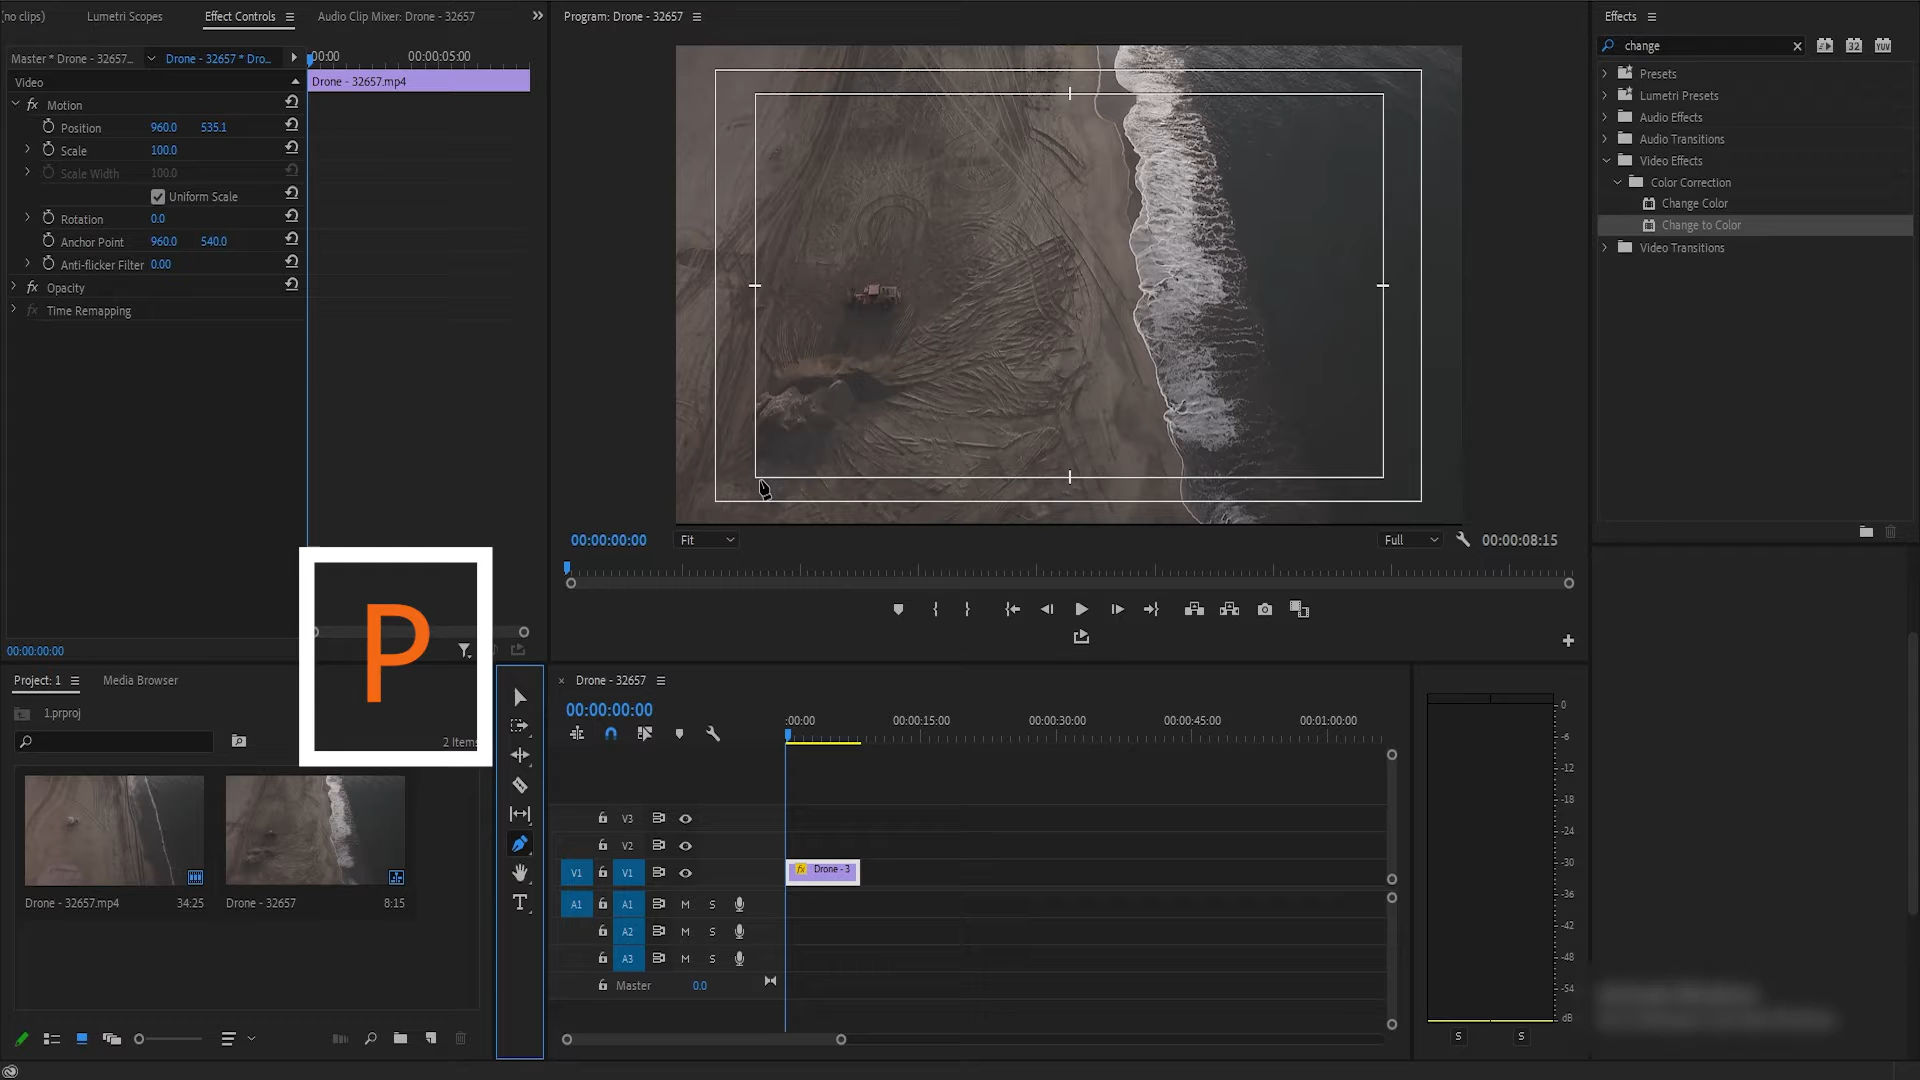 (no clips)
Lumetri Scopes
Effect Controls
Audio Clip Mixer: Drone - 32657
Master * Drone - 32657...
Drone - 32657 * Dro...
:00:00
00:00:05:00
Video
Drone - 32657.mp4
fx Motion
Position 960.0 535.1
Scale 100.0
Scale Width 100.0
Uniform Scale
Rotation 0.0
Anchor Point 960.0 540.0
Anti-flicker Filter 0.00
fx Opacity
fx Time Remapping
00:00:00:00
P
Program: Drone - 32657
00:00:00:00
Fit
Full
00:00:08:15
Effects
change
32
YUV
Presets
Lumetri Presets
Audio Effects
Audio Transitions
Video Effects
Color Correction
Change Color
Change to Color
Video Transitions
Project: 1
Media Browser
1.prproj
2 Items
Drone - 32657.mp4 34:25
Drone - 32657 8:15
T
Drone - 32657
00:00:00:00
:00:00
00:00:15:00
00:00:30:00
00:00:45:00
00:01:00:00
V3
V2
V1 V1
fx Drone - 3
A1 A1 M S
A2 M S
A3 M S
Master 0.0
0
-6
-12
-18
-24
-30
-36
-42
-48
-54
dB
S S